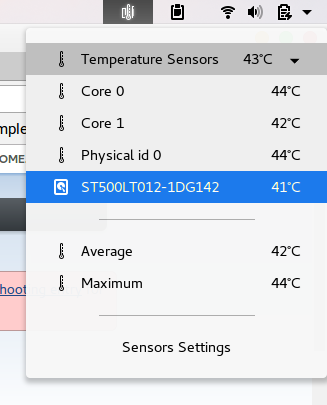 Temperature Sensors 43°C
Core 0 44°C
mple
Core 1 42°C
OME
Physical id 0 44°C
ST500LT012-1DG142 41°C
Average 42°C
hooting
Maximum 44°C
Sensors Settings